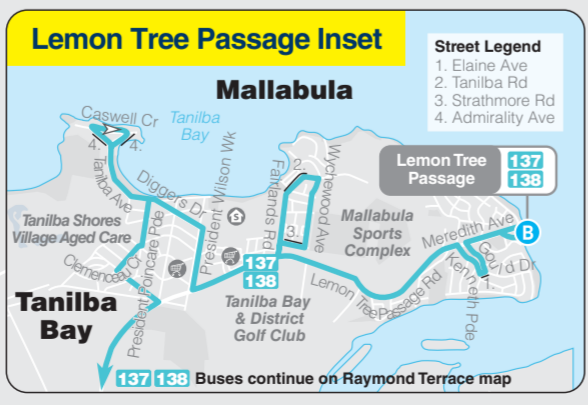 Lemon Tree Passage Inset
Street Legend
1. Elaine Ave
2. Tanilba Rd
3. Strathmore Rd
4. Admirality Ave
Mallabula
Caswell Cr
Tanilba
Bay
4.
4.
Tanilba Ave
Diggers Dr
President Wilson Wk
Fairlands Rd
2.
Wychewood Ave
3.
Lemon Tree
Passage
137
138
Tanilba Shores
Village Aged Care
Mallabula
Sports
Complex
Meredith Ave
B
Gould Dr
1.
Kenneth Pde
Clemenceau Cr
President Poincare Pde
S
137
138
Lemon Tree Passage Rd
Tanilba
Bay
Tanilba Bay
& District
Golf Club
137 138 Buses continue on Raymond Terrace map